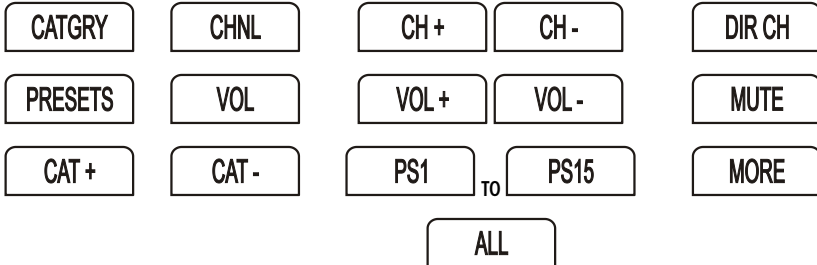 CATGRY CHNL CH + CH - DIR CH
PRESETS VOL VOL + VOL - MUTE
CAT + CAT - PS1 TO PS15 MORE
ALL